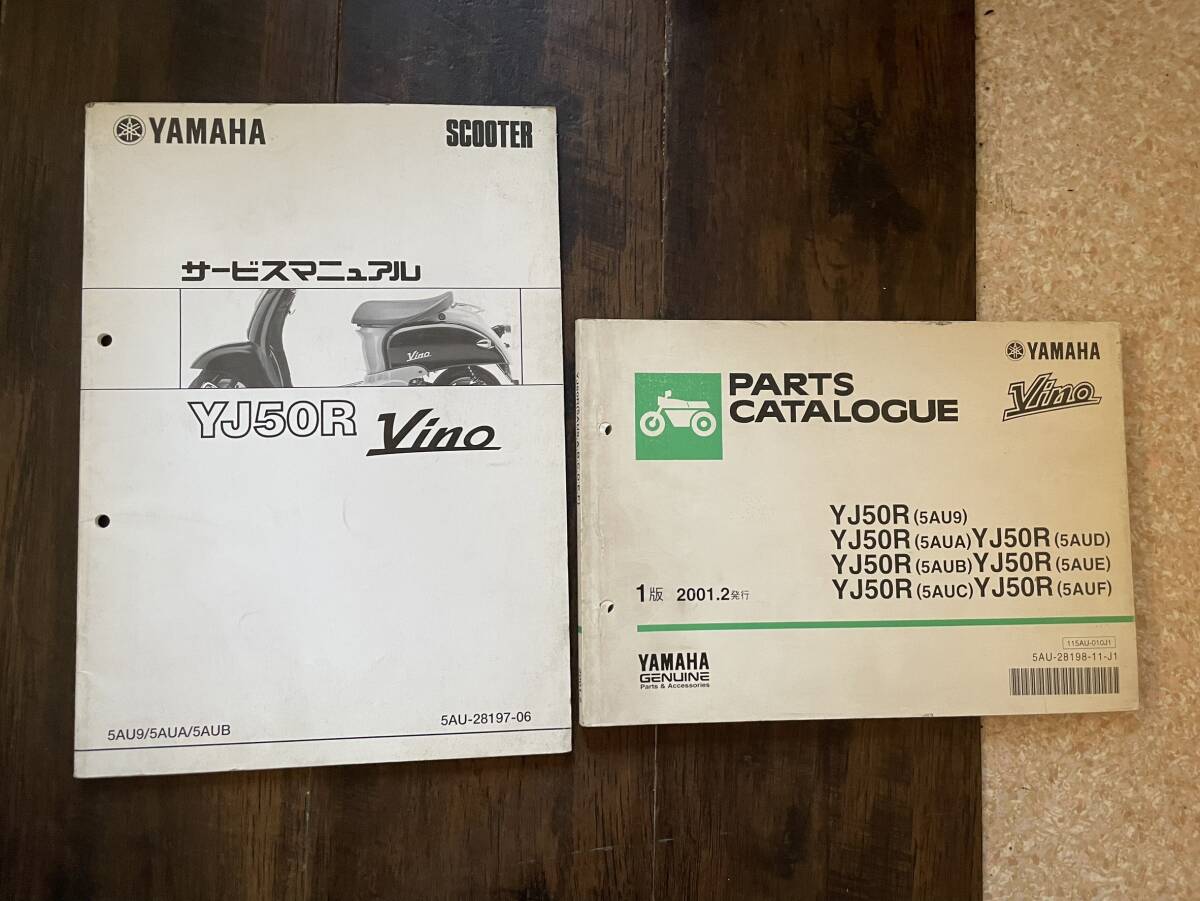 YAMAHA
SCOOTER
サービスマニュアル
Vino
YJ50R Vino
5AU9/5AUA/5AUB
5AU-28197-06
YAMAHA
PARTS
CATALOGUE
Vino
YJ50R (5AU9)
YJ50R (5AUA) YJ50R (5AUD)
YJ50R (5AUB) YJ50R (5AUE)
YJ50R (5AUC) YJ50R (5AUF)
1版 2001.2発行
115AU-010J1
5AU-28198-11-J1
YAMAHA
GENUINE
Parts & Accessories